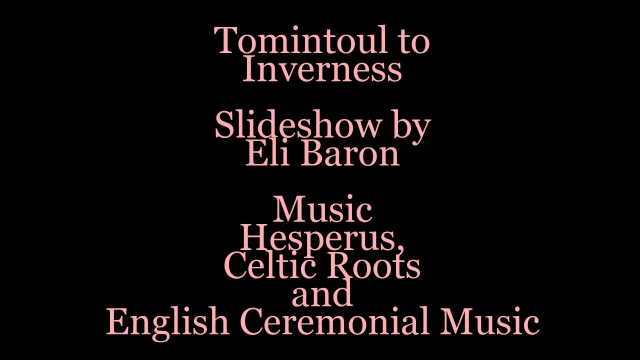 Tomintoul to
Inverness
Slideshow by
Eli Baron
Music
Hesperus,
Celtic Roots
and
English Ceremonial Music